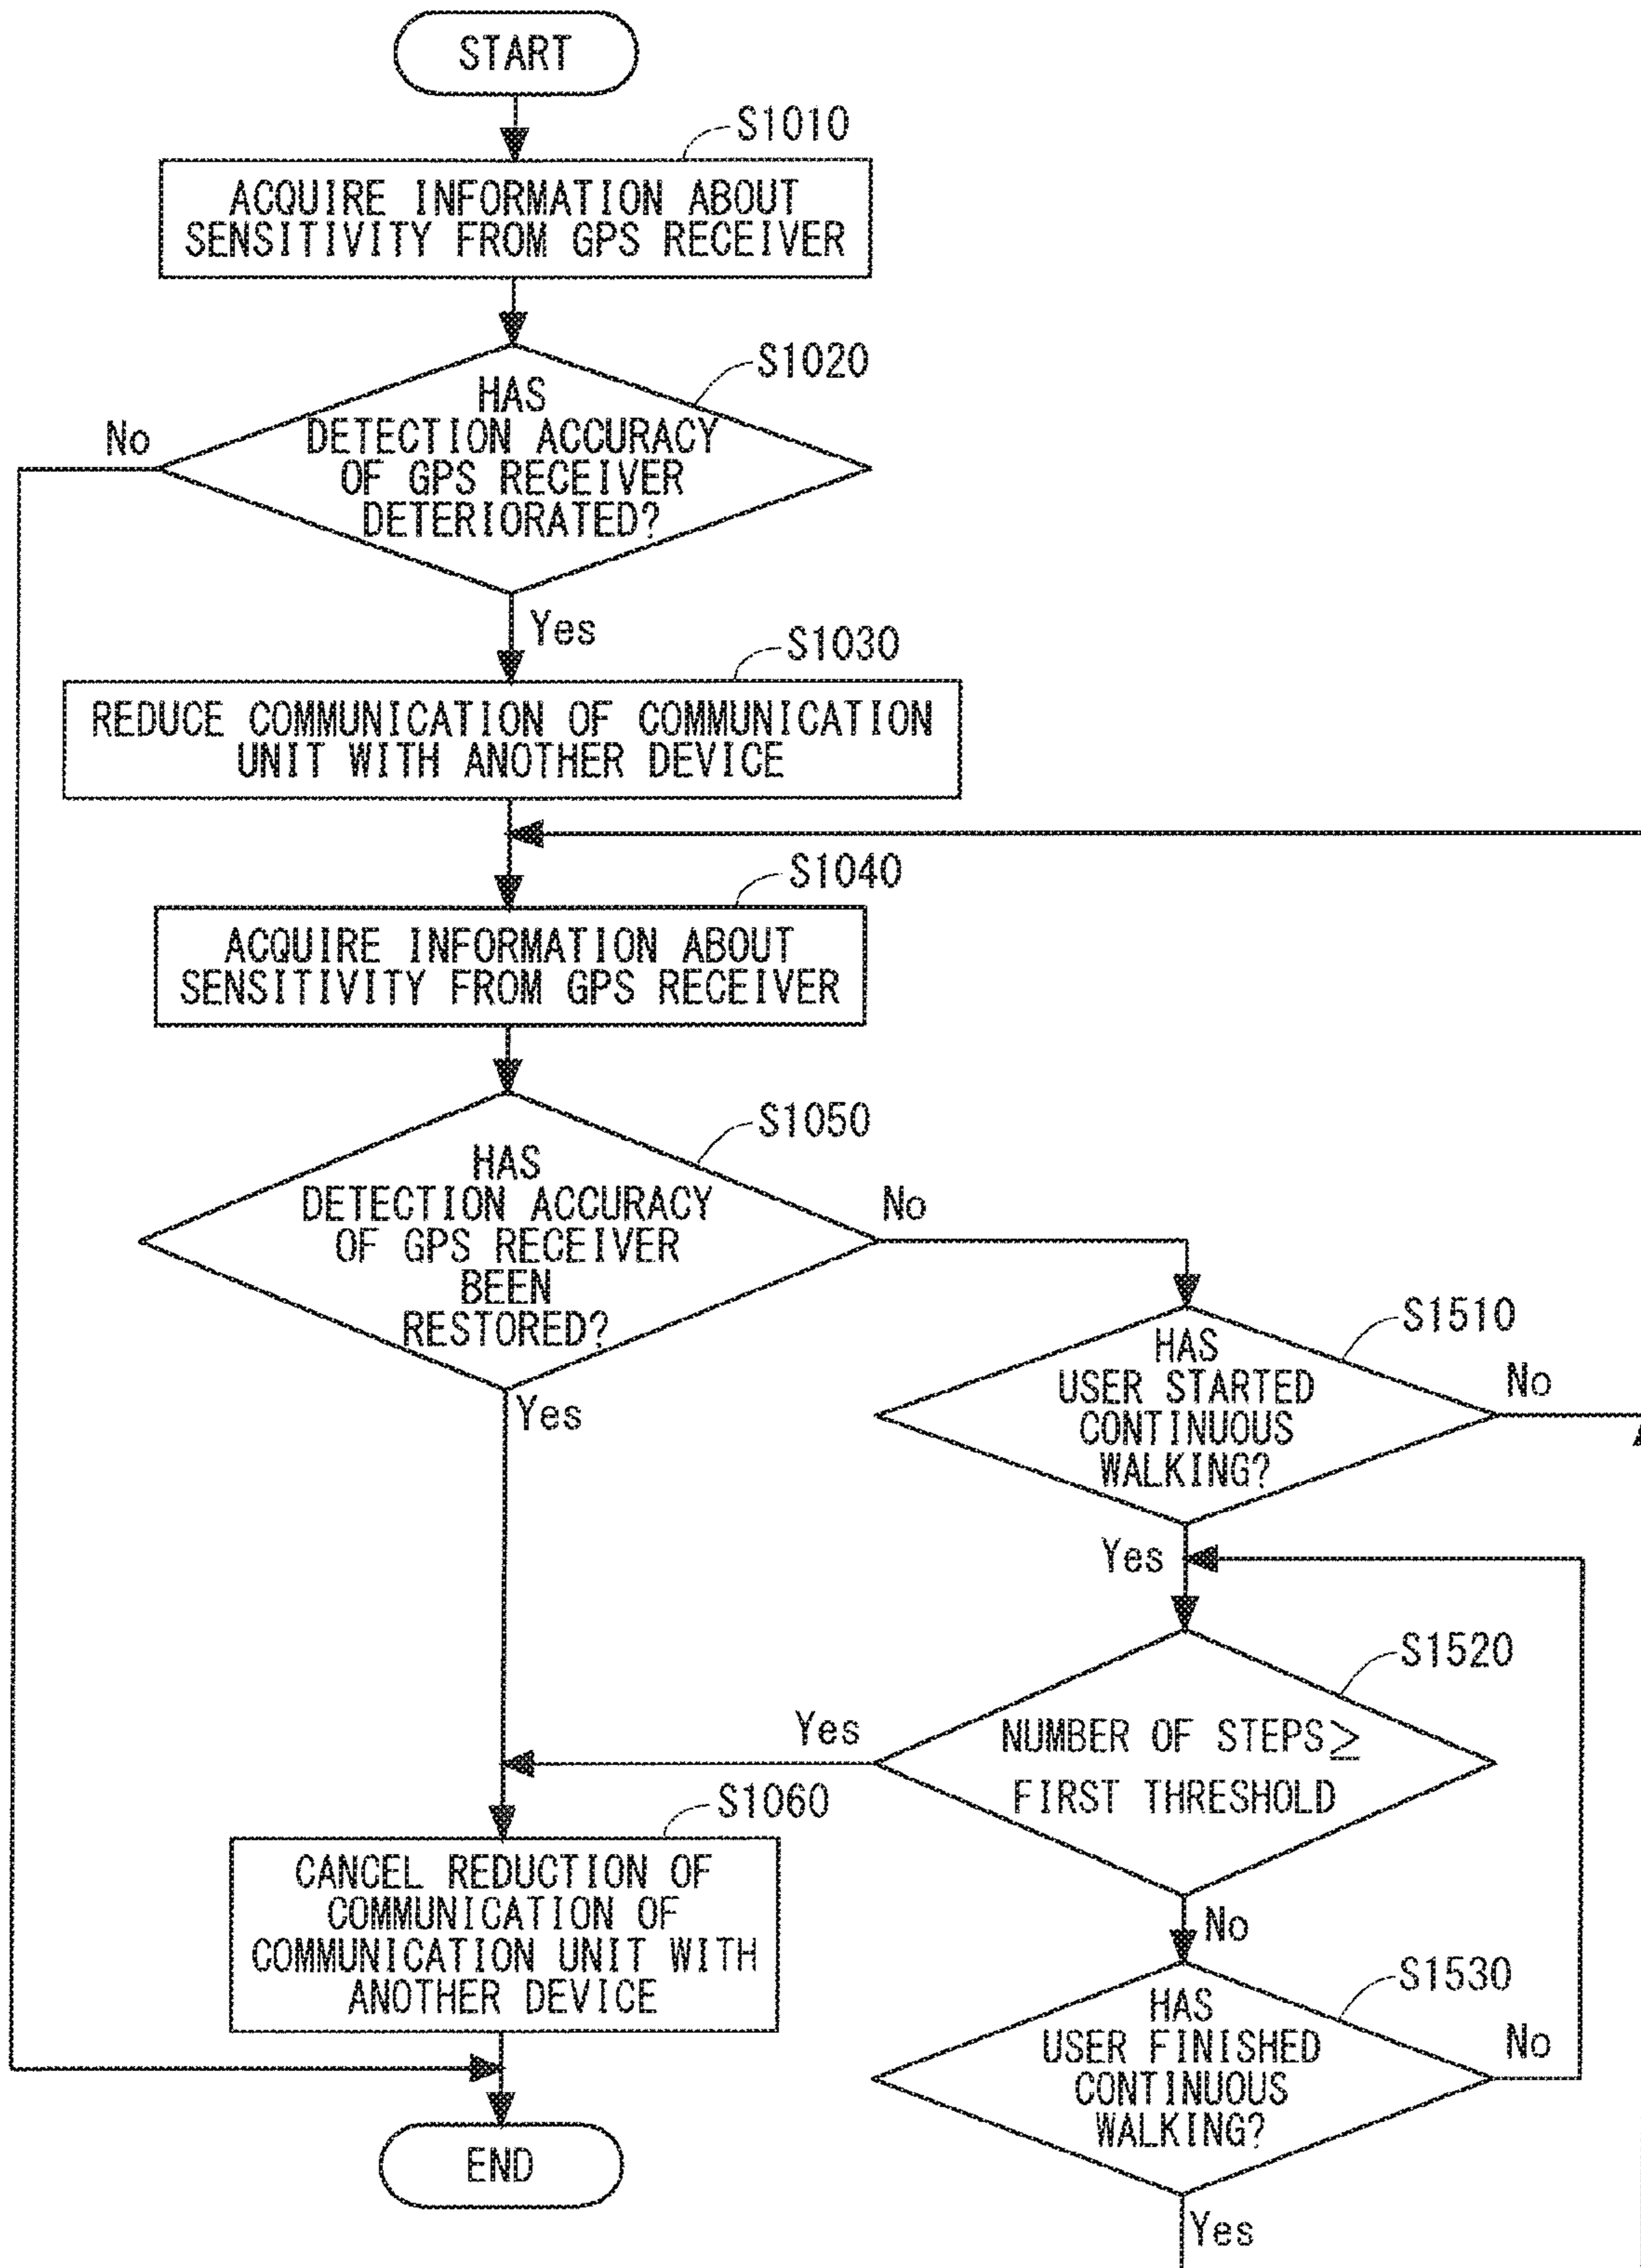 START
S1010
ACQUIRE INFORMATION ABOUT
SENSITIVITY FROM GPS RECEIVER
S1020
HAS
DETECTION ACCURACY
OF GPS RECEIVER
DETERIORATED?
No
Yes
S1030
REDUCE COMMUNICATION OF COMMUNICATION
UNIT WITH ANOTHER DEVICE
S1040
ACQUIRE INFORMATION ABOUT
SENSITIVITY FROM GPS RECEIVER
S1050
HAS
DETECTION ACCURACY
OF GPS RECEIVER
BEEN
RESTORED?
No
Yes
S1510
HAS
USER STARTED
CONTINUOUS
WALKING?
No
Yes
S1520
NUMBER OF STEPS≥
FIRST THRESHOLD
Yes
No
S1060
CANCEL REDUCTION OF
COMMUNICATION OF
COMMUNICATION UNIT WITH
ANOTHER DEVICE
S1530
HAS
USER FINISHED
CONTINUOUS
WALKING?
No
Yes
END